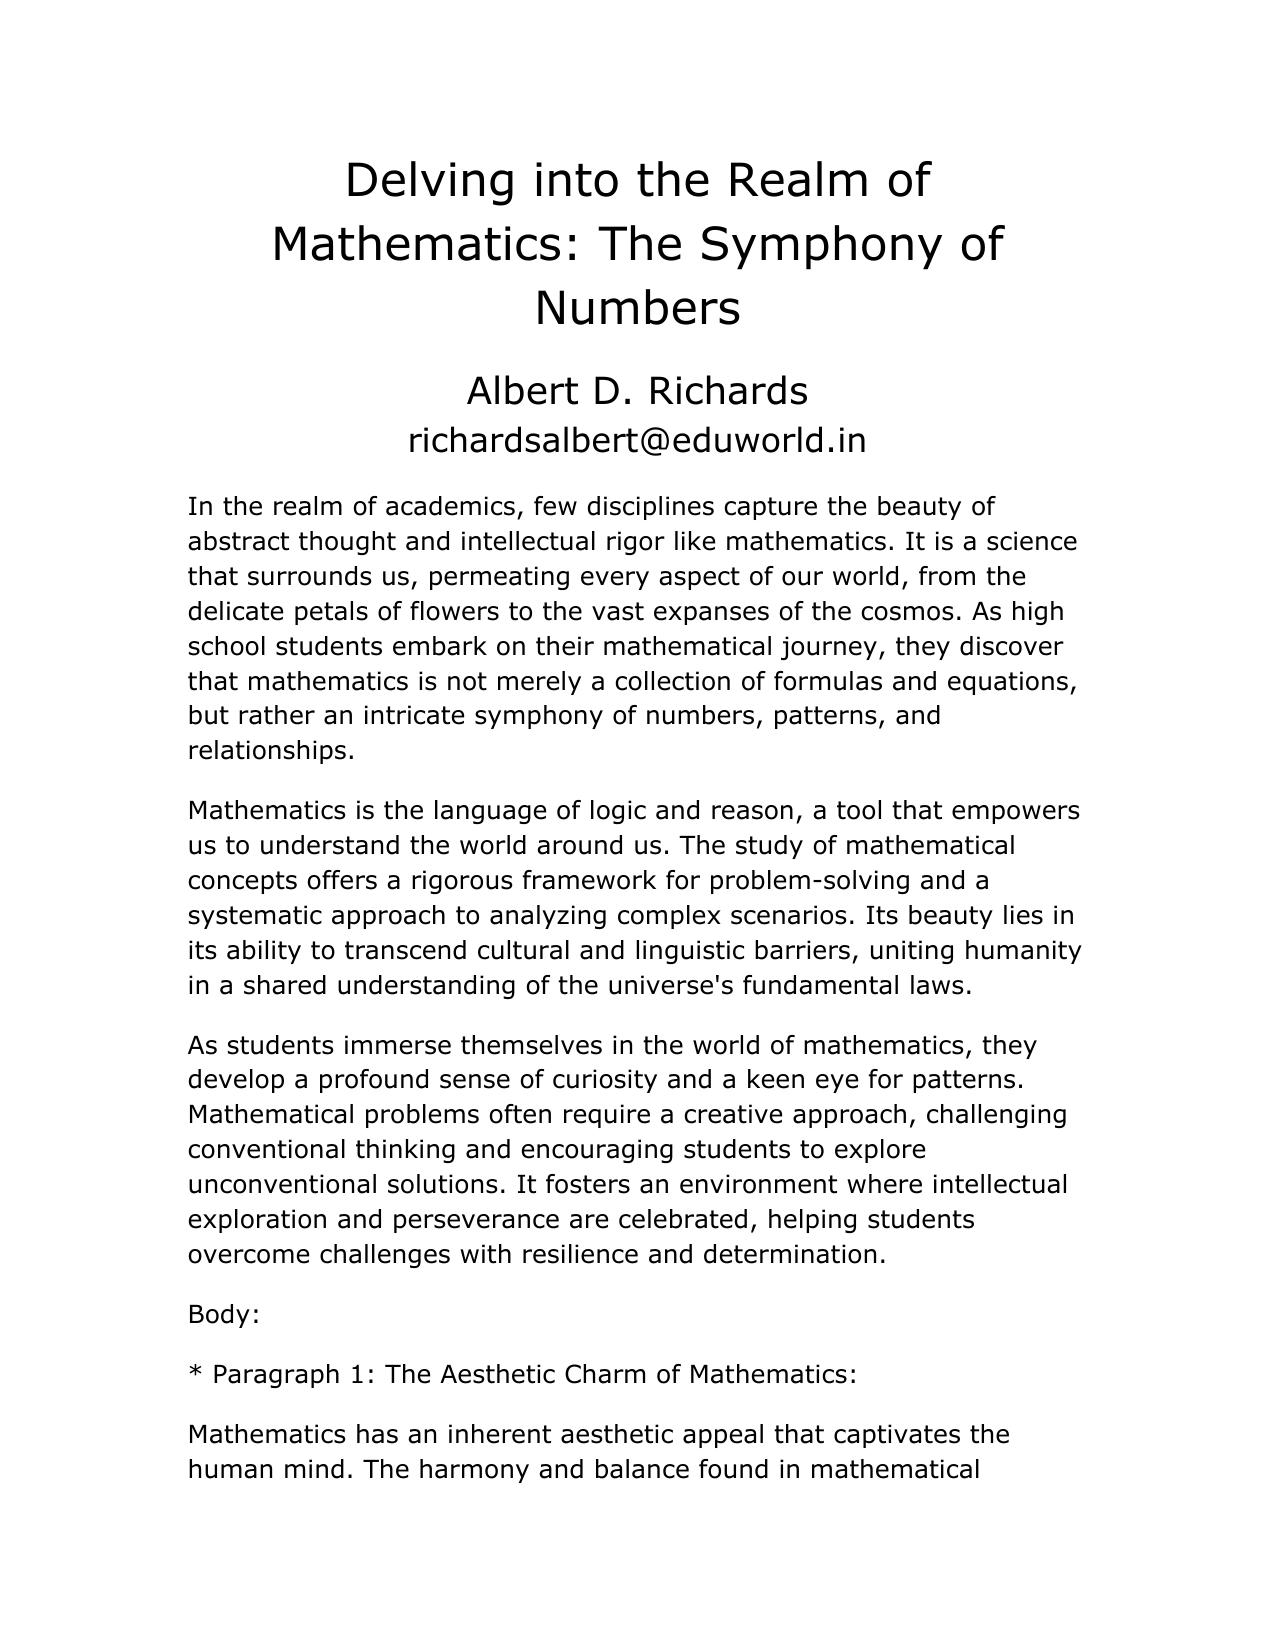 Delving into the Realm of
Mathematics: The Symphony of
Numbers
Albert D. Richards
richardsalbert@eduworld.in
In the realm of academics, few disciplines capture the beauty of
abstract thought and intellectual rigor like mathematics. It is a science
that surrounds us, permeating every aspect of our world, from the
delicate petals of flowers to the vast expanses of the cosmos. As high
school students embark on their mathematical journey, they discover
that mathematics is not merely a collection of formulas and equations,
but rather an intricate symphony of numbers, patterns, and
relationships.
Mathematics is the language of logic and reason, a tool that empowers
us to understand the world around us. The study of mathematical
concepts offers a rigorous framework for problem-solving and a
systematic approach to analyzing complex scenarios. Its beauty lies in
its ability to transcend cultural and linguistic barriers, uniting humanity
in a shared understanding of the universe's fundamental laws.
As students immerse themselves in the world of mathematics, they
develop a profound sense of curiosity and a keen eye for patterns.
Mathematical problems often require a creative approach, challenging
conventional thinking and encouraging students to explore
unconventional solutions. It fosters an environment where intellectual
exploration and perseverance are celebrated, helping students
overcome challenges with resilience and determination.
Body:
* Paragraph 1: The Aesthetic Charm of Mathematics:
Mathematics has an inherent aesthetic appeal that captivates the
human mind. The harmony and balance found in mathematical